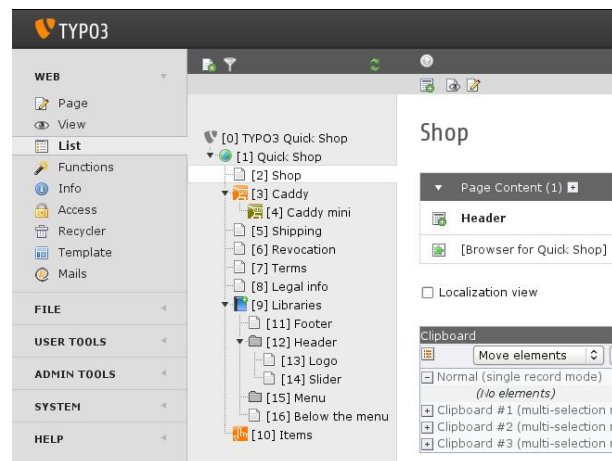 TYPO3
WEB
Page
View
List
Functions
Info
Access
Recycler
Template
Mails
FILE
USER TOOLS
ADMIN TOOLS
SYSTEM
HELP
[0] TYPO3 Quick Shop
[1] Quick Shop
[2] Shop
[3] Caddy
[4] Caddy mini
[5] Shipping
[6] Revocation
[7] Terms
[8] Legal info
[9] Libraries
[11] Footer
[12] Header
[13] Logo
[14] Slider
[15] Menu
[16] Below the menu
[10] Items
Shop
Page Content (1)
Header
[Browser for Quick Shop]
Localization view
Clipboard
Move elements
Normal (single record mode)
(No elements)
Clipboard #1 (multi-selection
Clipboard #2 (multi-selection
Clipboard #3 (multi-selection